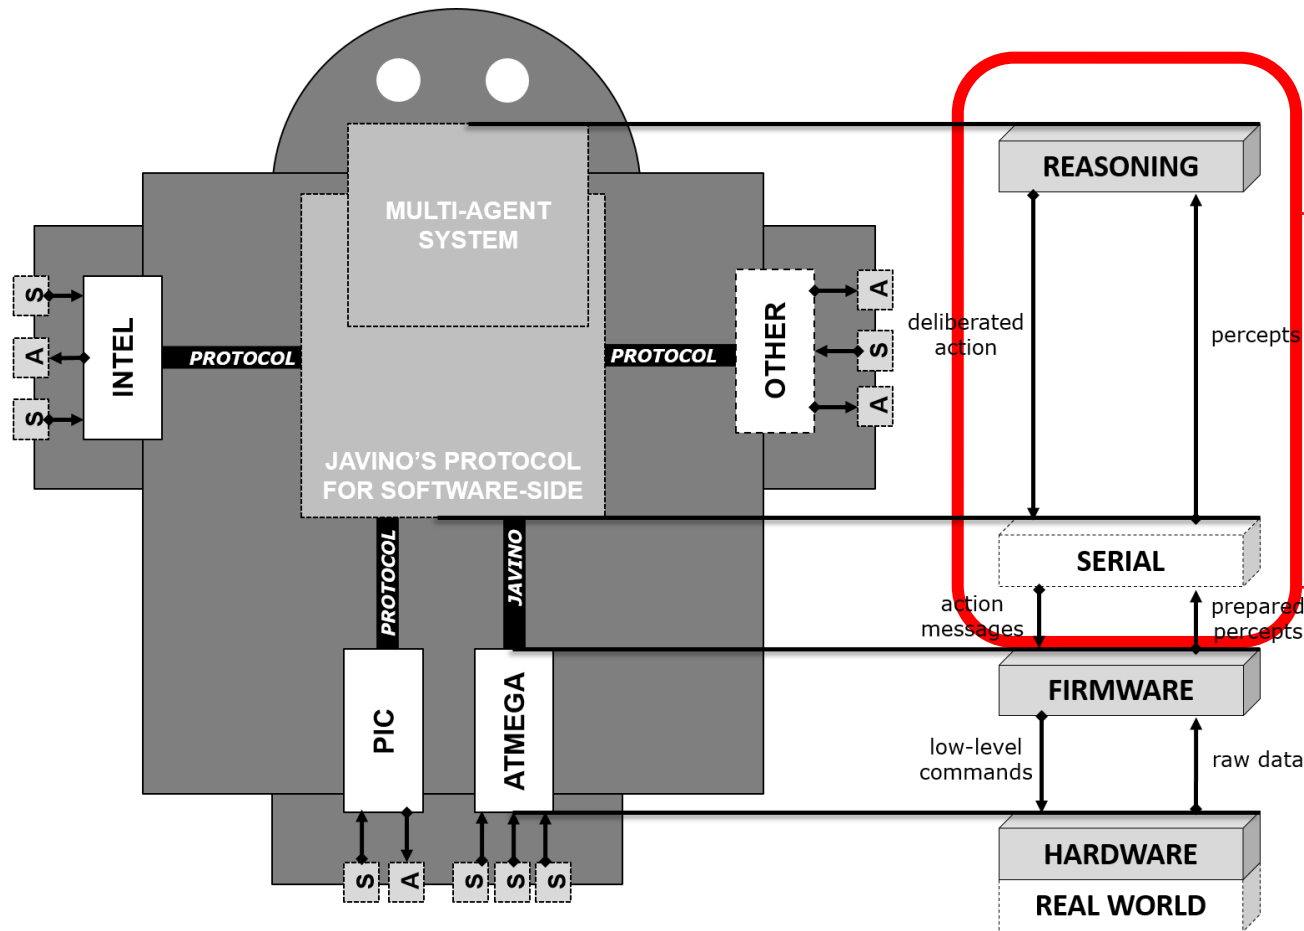 REASONING
MULTI-AGENT
SYSTEM
S
A
S
INTEL
PROTOCOL
PROTOCOL
OTHER
A
S
A
deliberated
action
percepts
JAVINO'S PROTOCOL
FOR SOFTWARE-SIDE
PROTOCOL
JAVINO
SERIAL
action
messages
prepared
percepts
PIC
ATMEGA
FIRMWARE
low-level
commands
raw data
S
A
S
S
S
HARDWARE
REAL WORLD